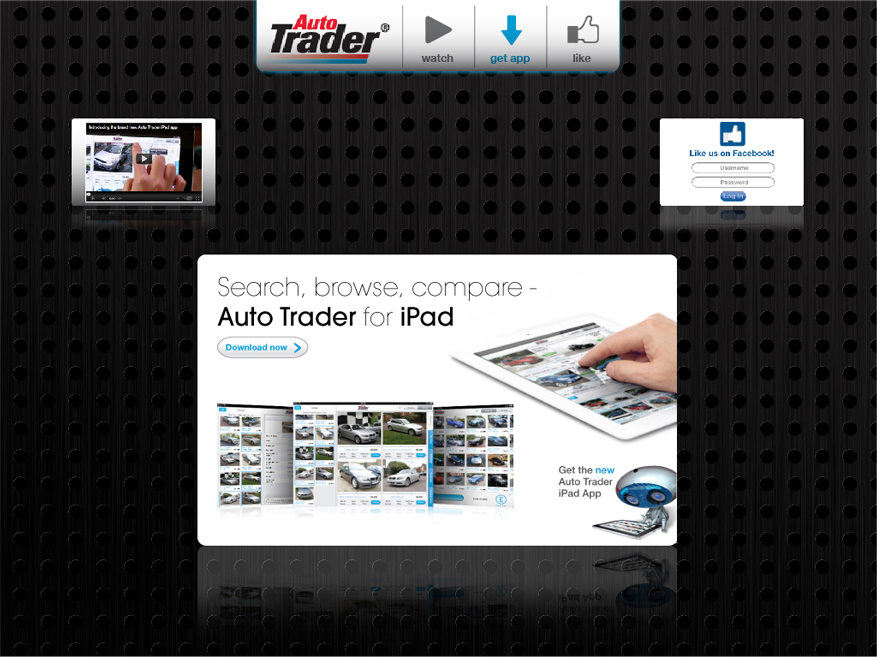 Auto
Trader®
watch
get app
like
Introducing the brand new Auto Trader iPad app
Like us on Facebook!
Username
Password
Log In
Search, browse, compare -
Auto Trader for iPad
Download now
Trader
Get the new
Auto Trader
iPad App